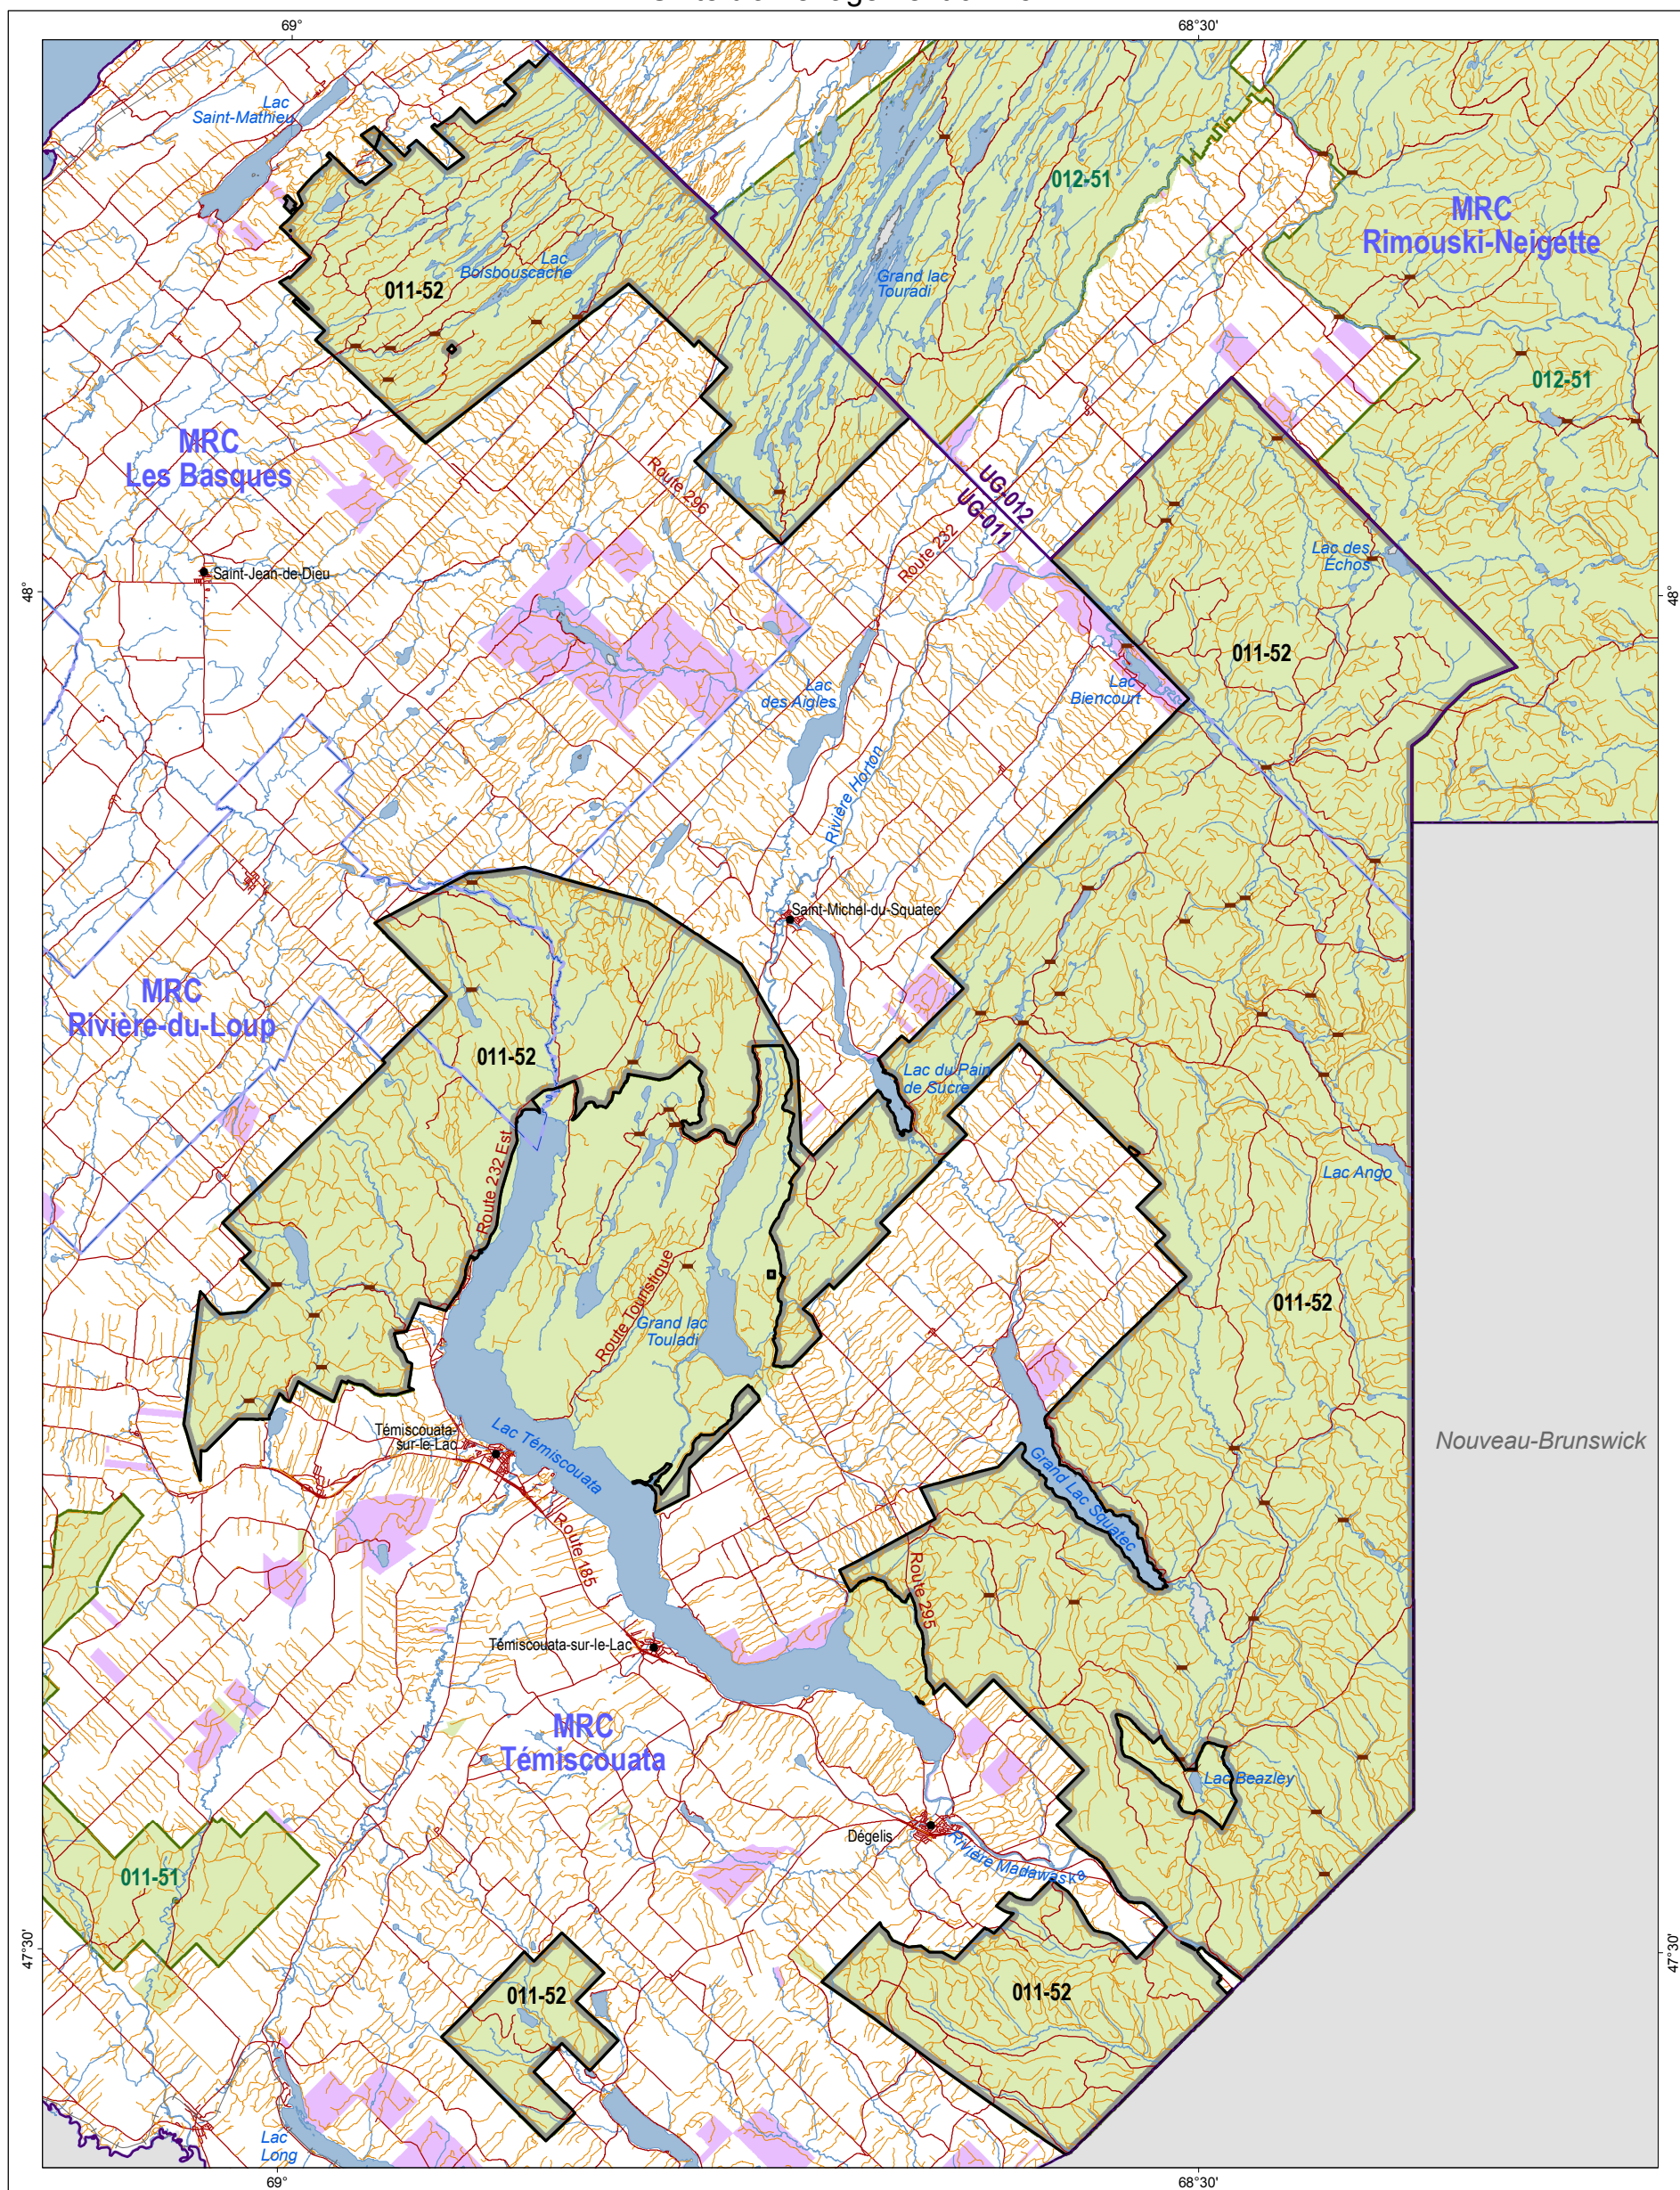 69°
68°30'
Lac
Saint-Mathieu
012-51
MRC
Rimouski-Neigette
Lac
Boisbouscache
011-52
Grand lac
Touradi
012-51
MRC
Les Basques
Route 296
UG-012
UG-011
Route 232
Lac des
Echos
Saint-Jean-de-Dieu
48°
48°
011-52
Lac
des Aigles
Lac
Biencourt
Rivière Horton
Saint-Michel-du-Squatec
MRC
Rivière-du-Loup
011-52
Lac du Pain
de Sucre
Route 232 Est
Lac Ango
Route Touristique
Grand lac
Touladi
011-52
Témiscouata-
sur-le-Lac
Lac Témiscouata
Grand Lac Squatec
Nouveau-Brunswick
Route 185
Route 295
Témiscouata-sur-le-Lac
MRC
Témiscouata
Lac Beazley
Dégelis
Rivière Madawaska
011-51
47°30'
47°30'
011-52
011-52
Lac
Long
69°
68°30'